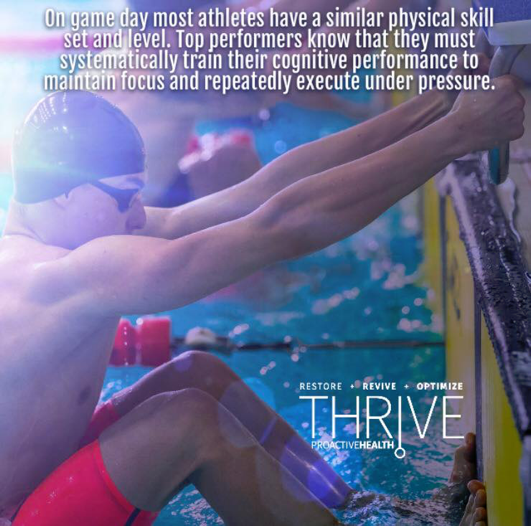 On game day most athletes have a similar physical skill
set and level. Top performers know that they must
systematically train their cognitive performance to
maintain focus and repeatedly execute under pressure.
RESTORE + REVIVE + OPTIMIZE
THRIVE
PROACTIVEHEALTH